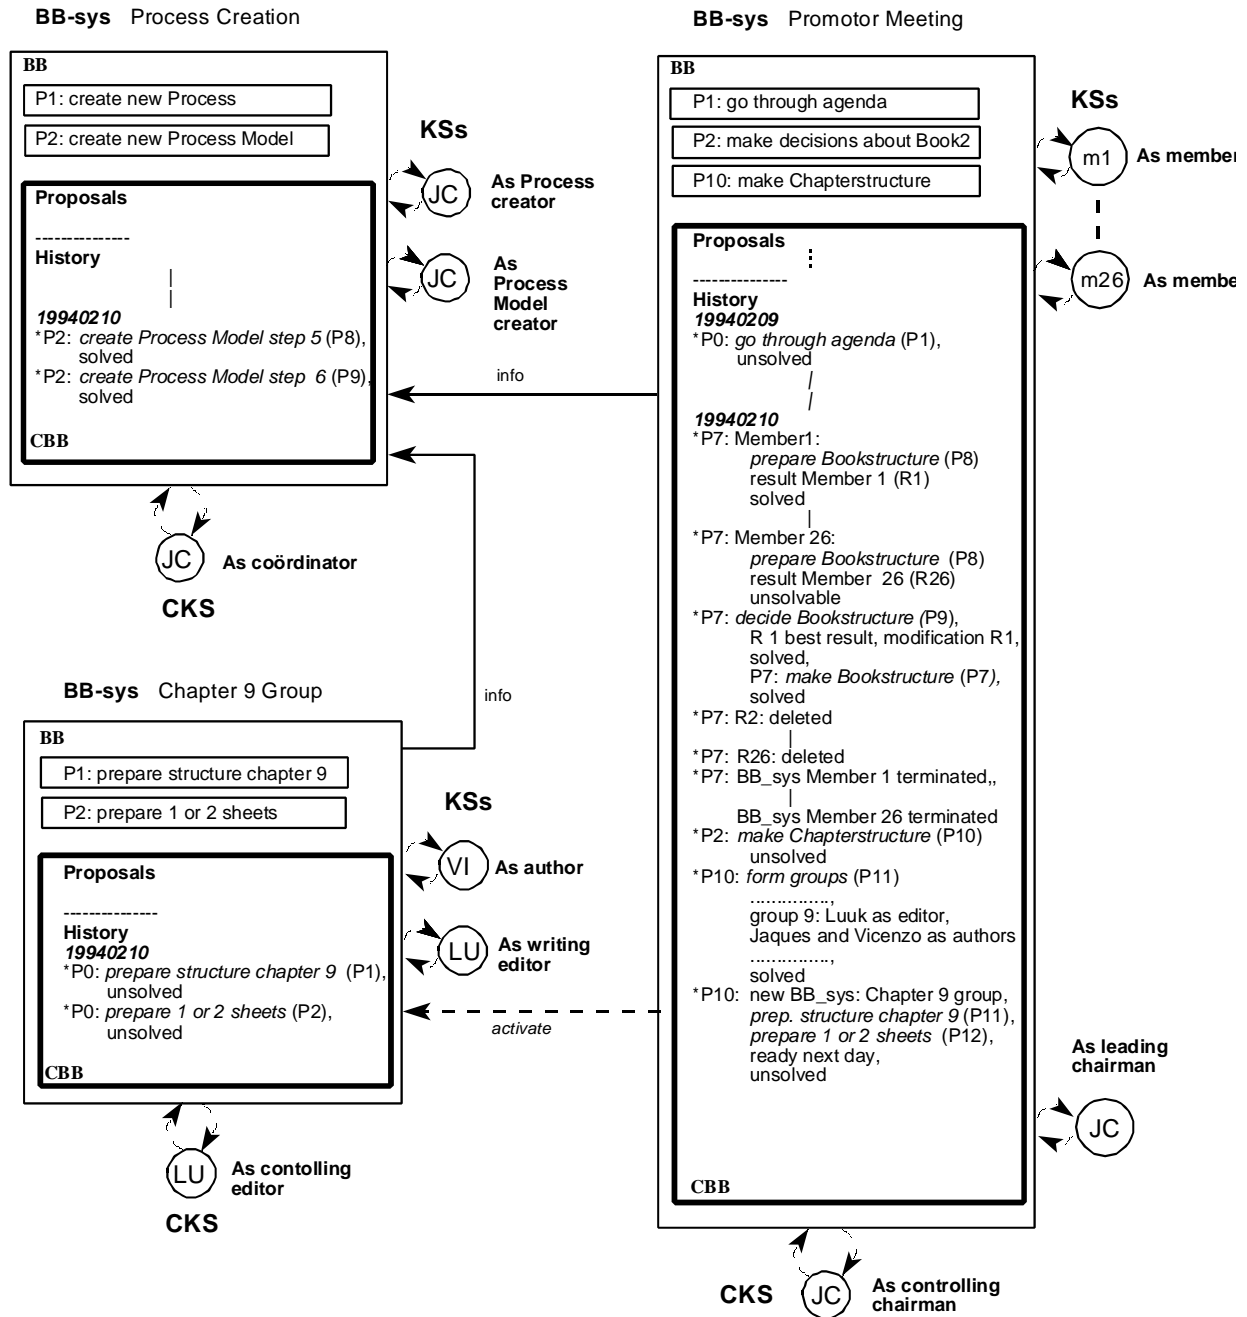 BB-sys Process Creation
BB
P1: create new Process
P2: create new Process Model
KSs
Proposals
---------------
History
|
|
19940210
*P2: create Process Model step 5 (P8),
solved
*P2: create Process Model step 6 (P9),
solved
CBB
JC
As Process
creator
JC
As
Process
Model
creator
info
JC
As coördinator
CKS
BB-sys Chapter 9 Group
info
BB
P1: prepare structure chapter 9
P2: prepare 1 or 2 sheets
KSs
Proposals
---------------
History
19940210
*P0: prepare structure chapter 9 (P1),
unsolved
*P0: prepare 1 or 2 sheets (P2),
unsolved
CBB
VI
As author
LU
As writing
editor
activate
LU
As contolling
editor
CKS
BB-sys Promotor Meeting
BB
P1: go through agenda
P2: make decisions about Book2
P10: make Chapterstructure
KSs
m1
As member
m26
As membe
Proposals
---------------
History
19940209
*P0: go through agenda (P1),
unsolved
/
/
19940210
*P7: Member1:
prepare Bookstructure (P8)
result Member 1 (R1)
solved
|
*P7: Member 26:
prepare Bookstructure (P8)
result Member 26 (R26)
unsolvable
*P7: decide Bookstructure (P9),
R 1 best result, modification R1,
solved,
P7: make Bookstructure (P7),
solved
*P7: R2: deleted
|
*P7: R26: deleted
*P7: BB_sys Member 1 terminated,,
|
BB_sys Member 26 terminated
*P2: make Chapterstructure (P10)
unsolved
*P10: form groups (P11)
...............,
group 9: Luuk as editor,
Jaques and Vicenzo as authors
...............,
solved
*P10: new BB_sys: Chapter 9 group,
prep. structure chapter 9 (P11),
prepare 1 or 2 sheets (P12),
ready next day,
unsolved
CBB
As leading
chairman
JC
CKS
JC
As controlling
chairman